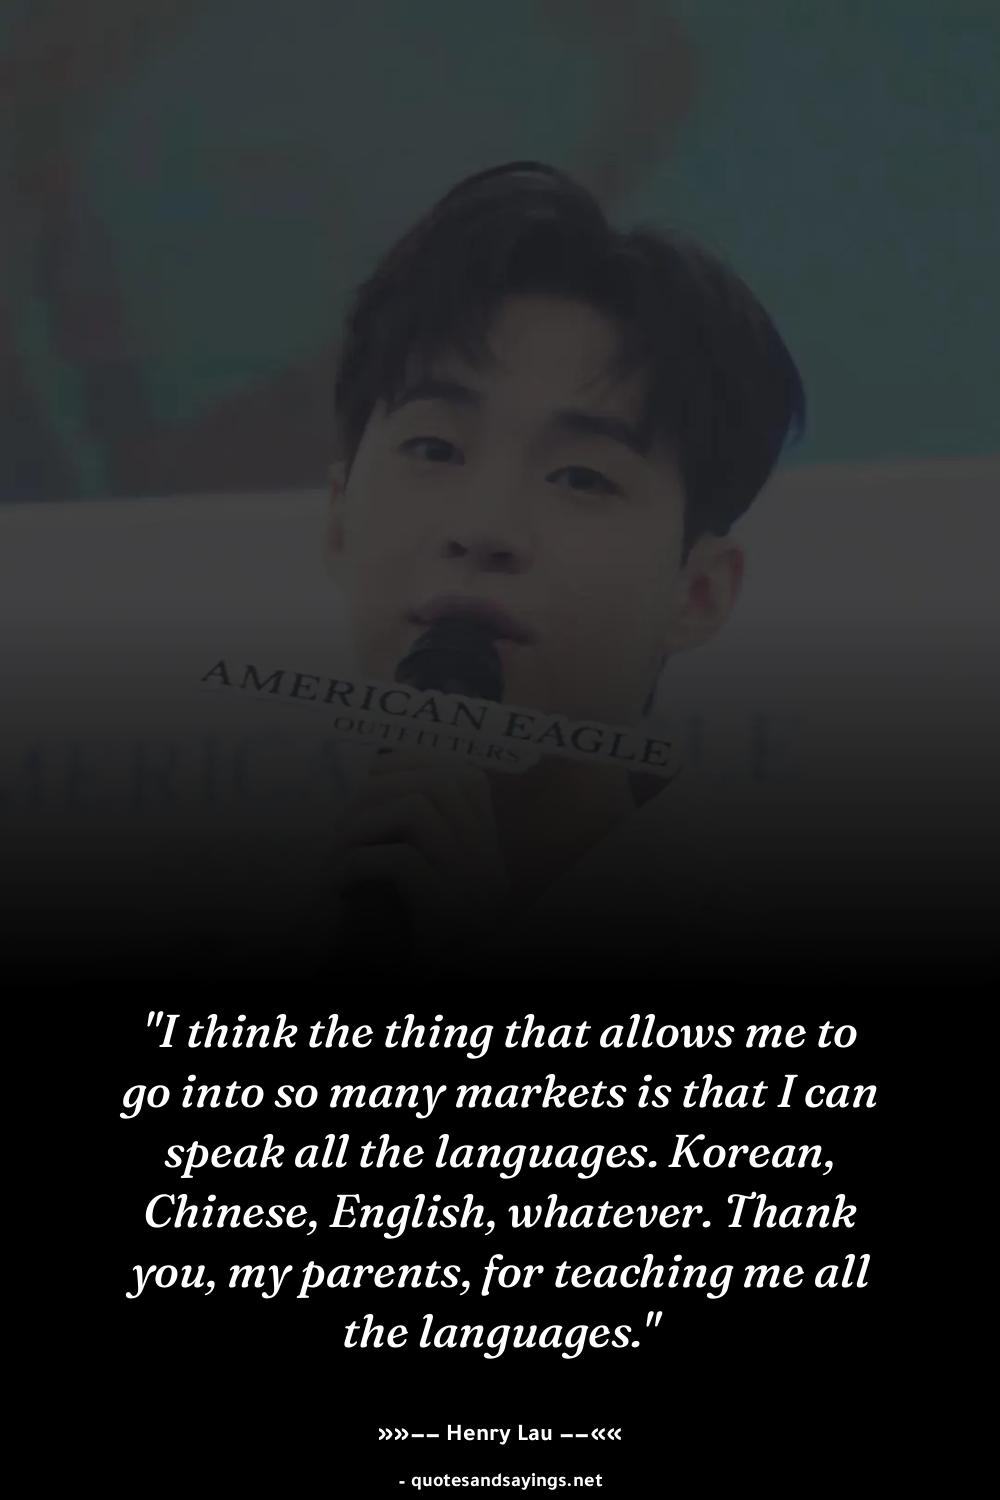 AMERICAN EAGLE
OUTFITTERS
MERICA LE
"I think the thing that allows me to
go into so many markets is that I can
speak all the languages. Korean,
Chinese, English, whatever. Thank
you, my parents, for teaching me all
the languages."
»»—— Henry Lau ——««
- quotesandsayings.net